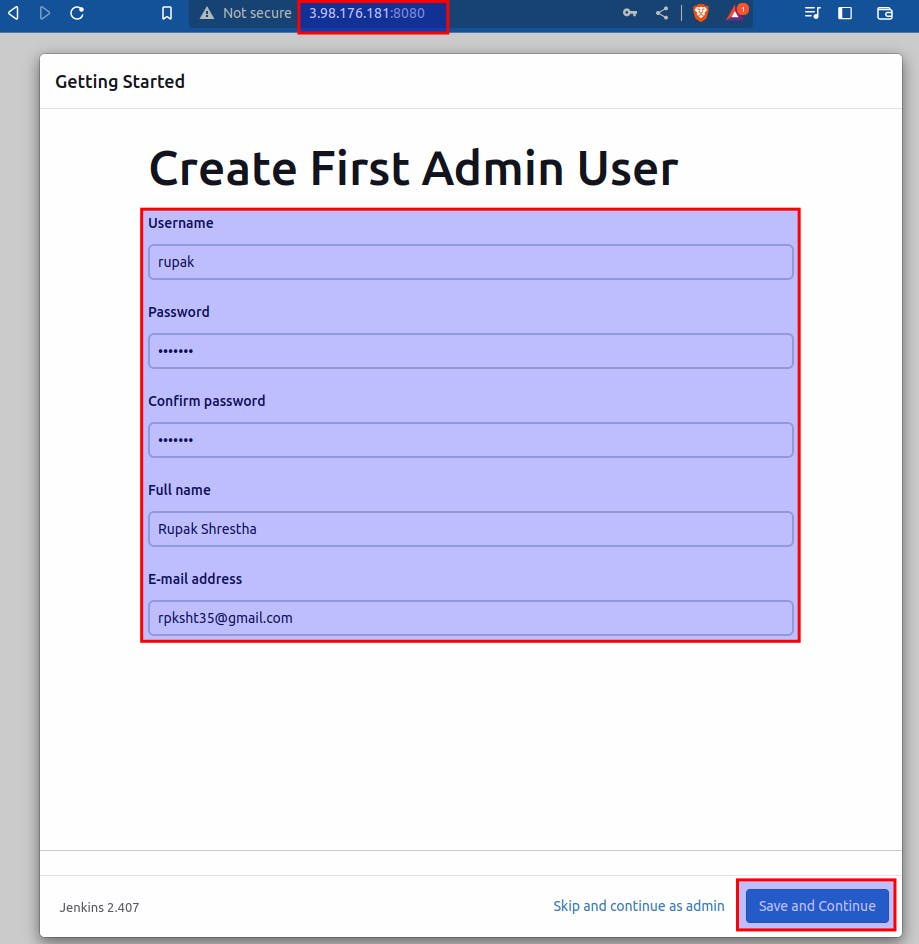 Not secure 3.98.176.181:8080
1
Getting Started
Create First Admin User
Username
rupak
Password
•••••••
Confirm password
•••••••
Full name
Rupak Shrestha
E-mail address
rpksht35@gmail.com
Jenkins 2.407
Skip and continue as admin
Save and Continue